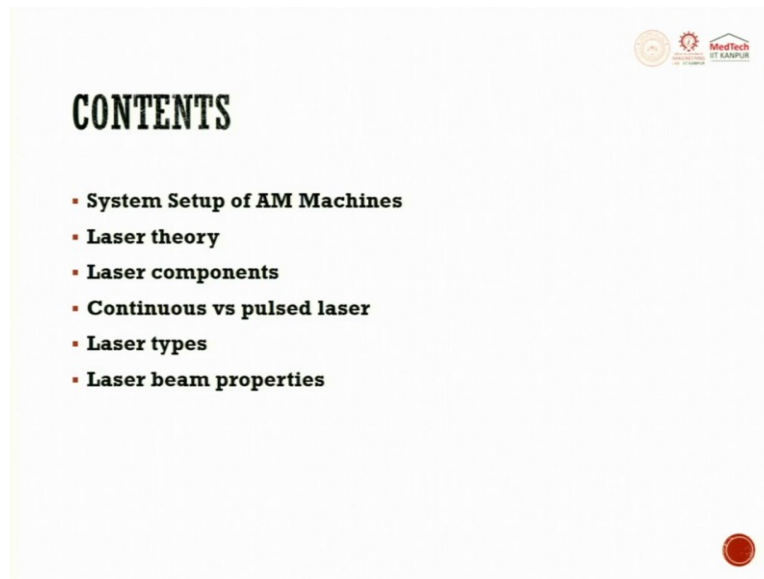 MedTech
IIT KANPUR
CONTENTS
System Setup of AM Machines
Laser theory
Laser components
Continuous vs pulsed laser
Laser types
Laser beam properties